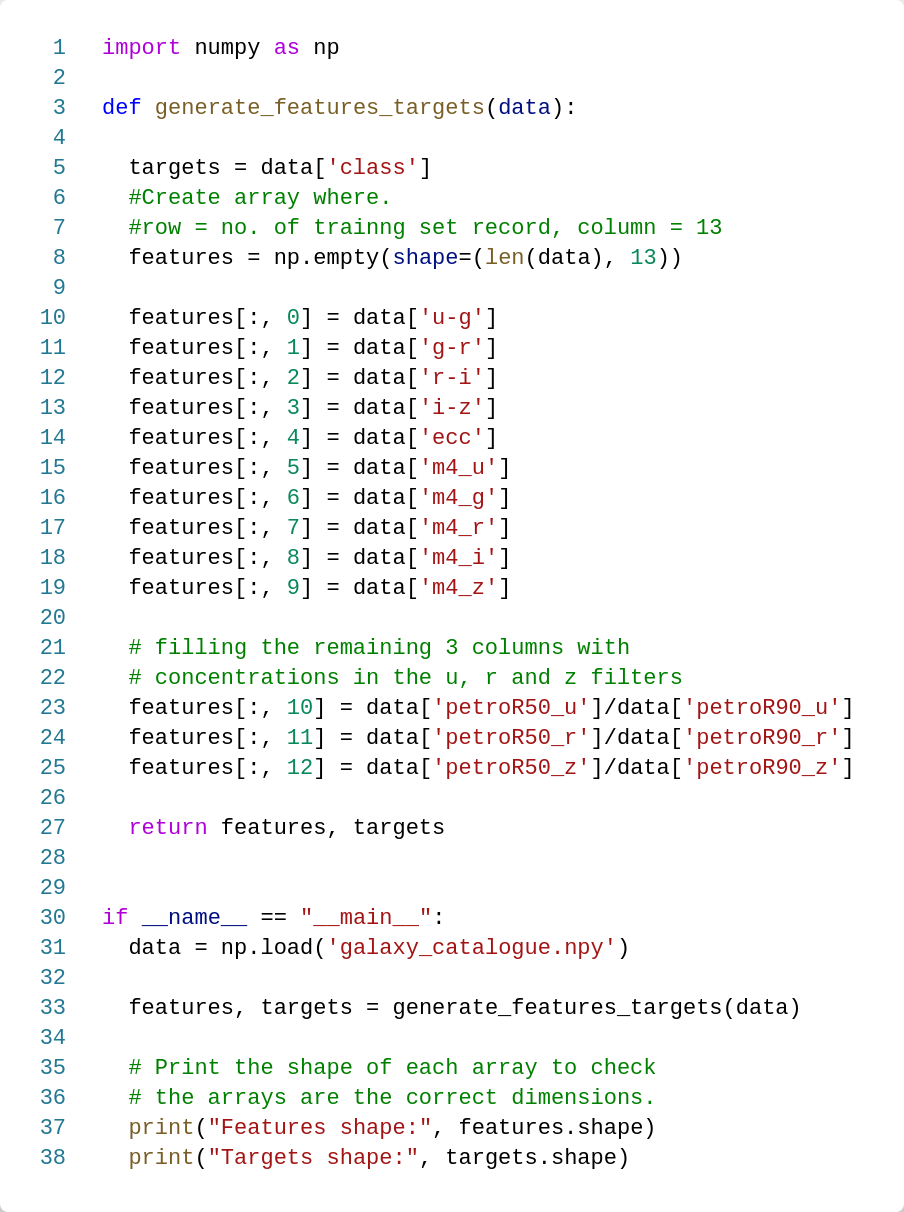 1 import numpy as np
2
3 def generate_features_targets(data):
4
5   targets = data['class']
6   #Create array where.
7   #row = no. of trainng set record, column = 13
8   features = np.empty(shape=(len(data), 13))
9
10   features[:, 0] = data['u-g']
11   features[:, 1] = data['g-r']
12   features[:, 2] = data['r-i']
13   features[:, 3] = data['i-z']
14   features[:, 4] = data['ecc']
15   features[:, 5] = data['m4_u']
16   features[:, 6] = data['m4_g']
17   features[:, 7] = data['m4_r']
18   features[:, 8] = data['m4_i']
19   features[:, 9] = data['m4_z']
20
21   # filling the remaining 3 columns with
22   # concentrations in the u, r and z filters
23   features[:, 10] = data['petroR50_u']/data['petroR90_u']
24   features[:, 11] = data['petroR50_r']/data['petroR90_r']
25   features[:, 12] = data['petroR50_z']/data['petroR90_z']
26
27   return features, targets
28
29
30 if __name__ == "__main__":
31   data = np.load('galaxy_catalogue.npy')
32
33   features, targets = generate_features_targets(data)
34
35   # Print the shape of each array to check
36   # the arrays are the correct dimensions.
37   print("Features shape:", features.shape)
38   print("Targets shape:", targets.shape)